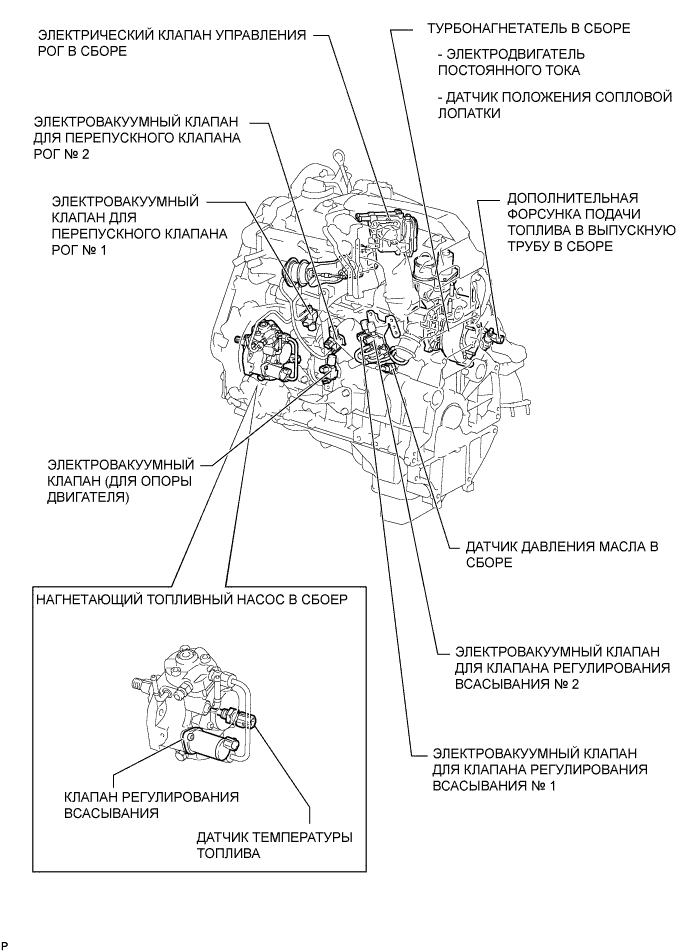 ЭЛЕКТРИЧЕСКИЙ КЛАПАН УПРАВЛЕНИЯ
РОГ В СБОРЕ
ТУРБОНАГНЕТАТЕЛЬ В СБОРЕ
- ЭЛЕКТРОДВИГАТЕЛЬ
ПОСТОЯННОГО ТОКА
- ДАТЧИК ПОЛОЖЕНИЯ СОПЛОВОЙ
ЛОПАТКИ
ЭЛЕКТРОВАКУУМНЫЙ КЛАПАН
ДЛЯ ПЕРЕПУСКНОГО КЛАПАНА
РОГ № 2
ЭЛЕКТРОВАКУУМНЫЙ
КЛАПАН ДЛЯ
ПЕРЕПУСКНОГО КЛАПАНА
РОГ № 1
ДОПОЛНИТЕЛЬНАЯ
ФОРСУНКА ПОДАЧИ
ТОПЛИВА В ВЫПУСКНУЮ
ТРУБУ В СБОРЕ
ЭЛЕКТРОВАКУУМНЫЙ
КЛАПАН (ДЛЯ ОПОРЫ
ДВИГАТЕЛЯ)
ДАТЧИК ДАВЛЕНИЯ МАСЛА В
СБОРЕ
НАГНЕТАЮЩИЙ ТОПЛИВНЫЙ НАСОС В СБОЕР
ЭЛЕКТРОВАКУУМНЫЙ КЛАПАН
ДЛЯ КЛАПАНА РЕГУЛИРОВАНИЯ
ВСАСЫВАНИЯ № 2
ЭЛЕКТРОВАКУУМНЫЙ КЛАПАН
ДЛЯ КЛАПАНА РЕГУЛИРОВАНИЯ
ВСАСЫВАНИЯ № 1
КЛАПАН РЕГУЛИРОВАНИЯ
ВСАСЫВАНИЯ
ДАТЧИК ТЕМПЕРАТУРЫ
ТОПЛИВА
P